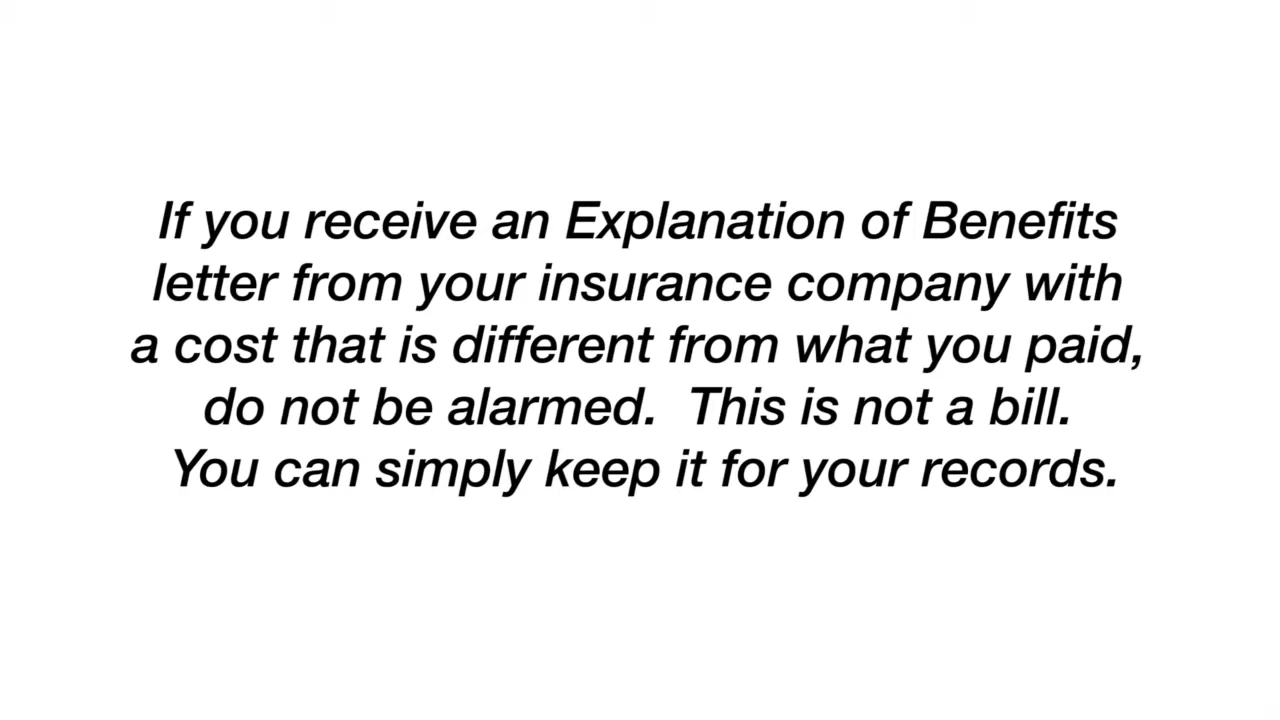 If you receive an Explanation of Benefits
letter from your insurance company with
a cost that is different from what you paid,
do not be alarmed.  This is not a bill.
You can simply keep it for your records.